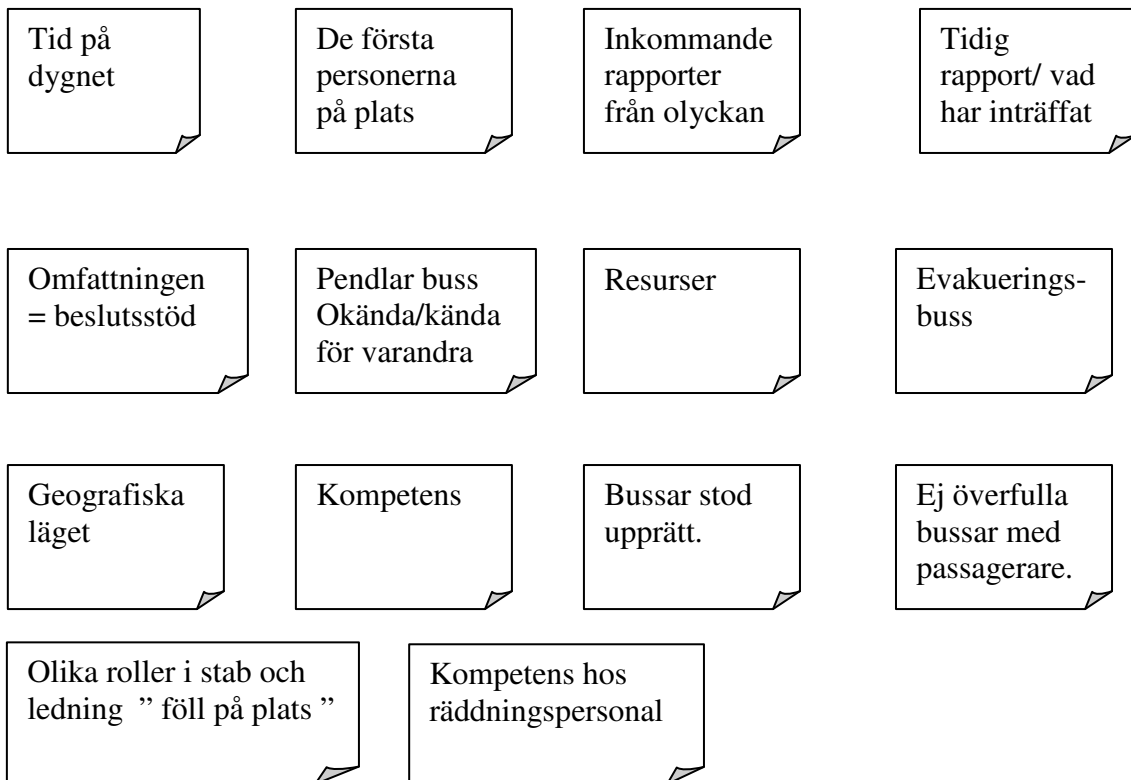 Tid på
dygnet
De första
personerna
på plats
Inkommande
rapporter
från olyckan
Tidig
rapport/ vad
har inträffat
Omfattningen
= beslutsstöd
Pendlar buss
Okända/kända
för varandra
Resurser
Evakuerings-
buss
Geografiska
läget
Kompetens
Bussar stod
upprätt.
Ej överfulla
bussar med
passagerare.
Olika roller i stab och
ledning ” föll på plats ”
Kompetens hos
räddningspersonal